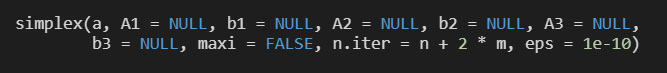 simplex(a, A1 = NULL, b1 = NULL, A2 = NULL, b2 = NULL, A3 = NULL,
b3 = NULL, maxi = FALSE, n.iter = n + 2 * m, eps = 1e-10)